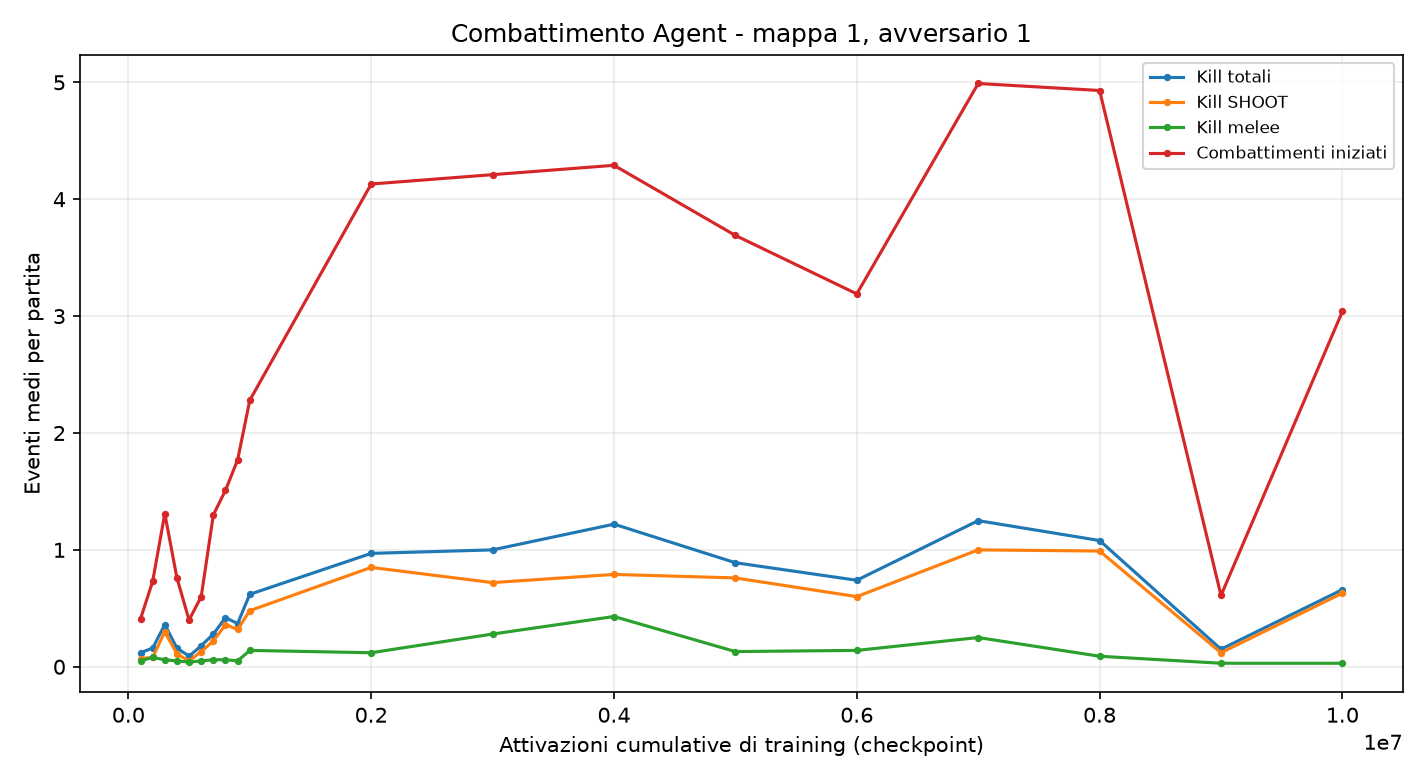 Combattimento Agent - mappa 1, avversario 1
Kill totali
Kill SHOOT
Kill melee
Combattimenti iniziati
Eventi medi per partita
5
4
3
2
1
0
0.0 0.2 0.4 0.6 0.8 1.0
1e7
Attivazioni cumulative di training (checkpoint)